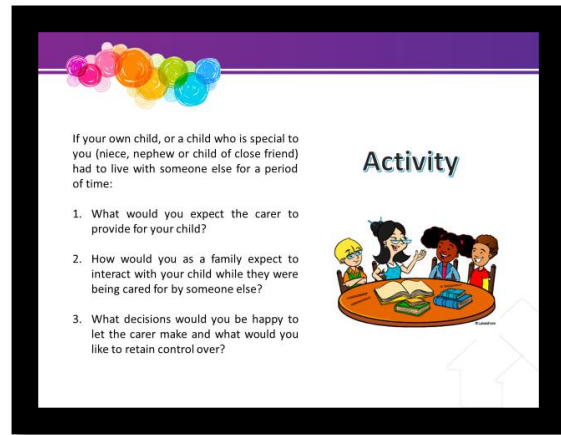 If your own child, or a child who is special to
you (niece, nephew or child of close friend)
had to live with someone else for a period
of time:
1. What would you expect the carer to
provide for your child?
2. How would you as a family expect to
interact with your child while they were
being cared for by someone else?
3. What decisions would you be happy to
let the carer make and what would you
like to retain control over?
Activity